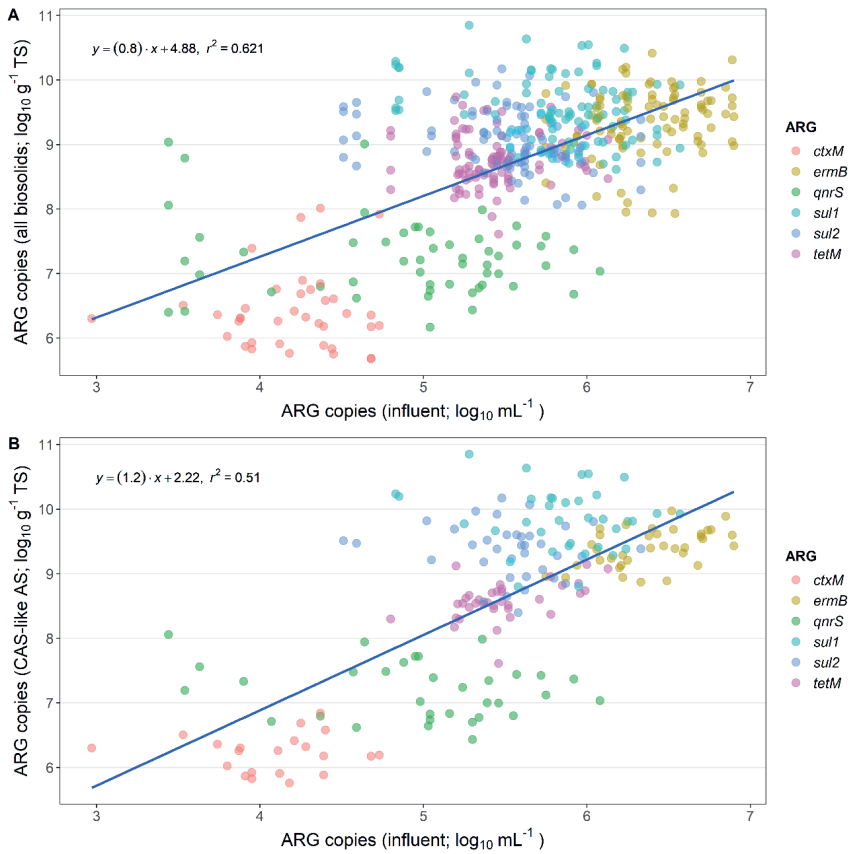 A
y = (0.8) · x + 4.88, r² = 0.621
11
10
9
8
7
6
ARG copies (all biosolids; log₁₀ g⁻¹ TS)
3 4 5 6 7
ARG copies (influent; log₁₀ mL⁻¹ )
ARG
ctxM
ermB
qnrS
sul1
sul2
tetM
B
y = (1.2) · x + 2.22, r² = 0.51
11
10
9
8
7
6
ARG copies (CAS-like AS; log₁₀ g⁻¹ TS)
3 4 5 6 7
ARG copies (influent; log₁₀ mL⁻¹ )
ARG
ctxM
ermB
qnrS
sul1
sul2
tetM